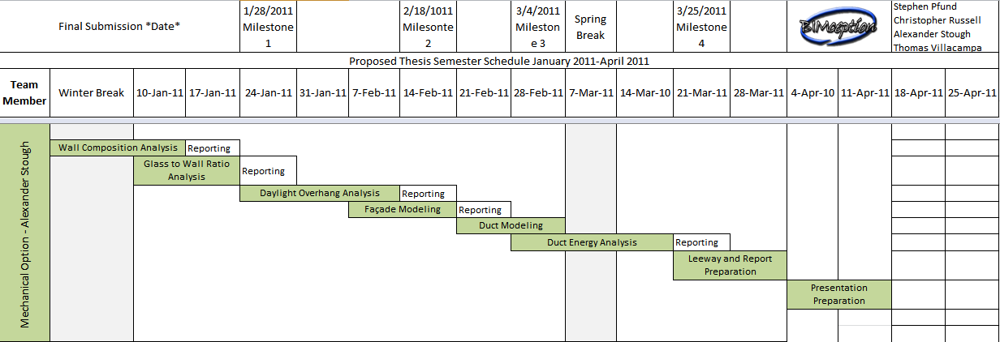 Final Submission *Date*
1/28/2011
Milestone
1
2/18/1011
Milesonte
2
3/4/2011
Mileston
e 3
Spring
Break
3/25/2011
Milestone
4
BIMception
Stephen Pfund
Christopher Russell
Alexander Stough
Thomas Villacampa
Proposed Thesis Semester Schedule January 2011-April 2011
Team
Member
Winter Break
10-Jan-11
17-Jan-11
24-Jan-11
31-Jan-11
7-Feb-11
14-Feb-11
21-Feb-11
28-Feb-11
7-Mar-11
14-Mar-10
21-Mar-11
28-Mar-11
4-Apr-10
11-Apr-11
18-Apr-11
25-Apr-11
Mechanical Option - Alexander Stough
Wall Composition Analysis
Reporting
Glass to Wall Ratio
Analysis
Reporting
Daylight Overhang Analysis
Reporting
Façade Modeling
Reporting
Duct Modeling
Duct Energy Analysis
Reporting
Leeway and Report
Preparation
Presentation
Preparation